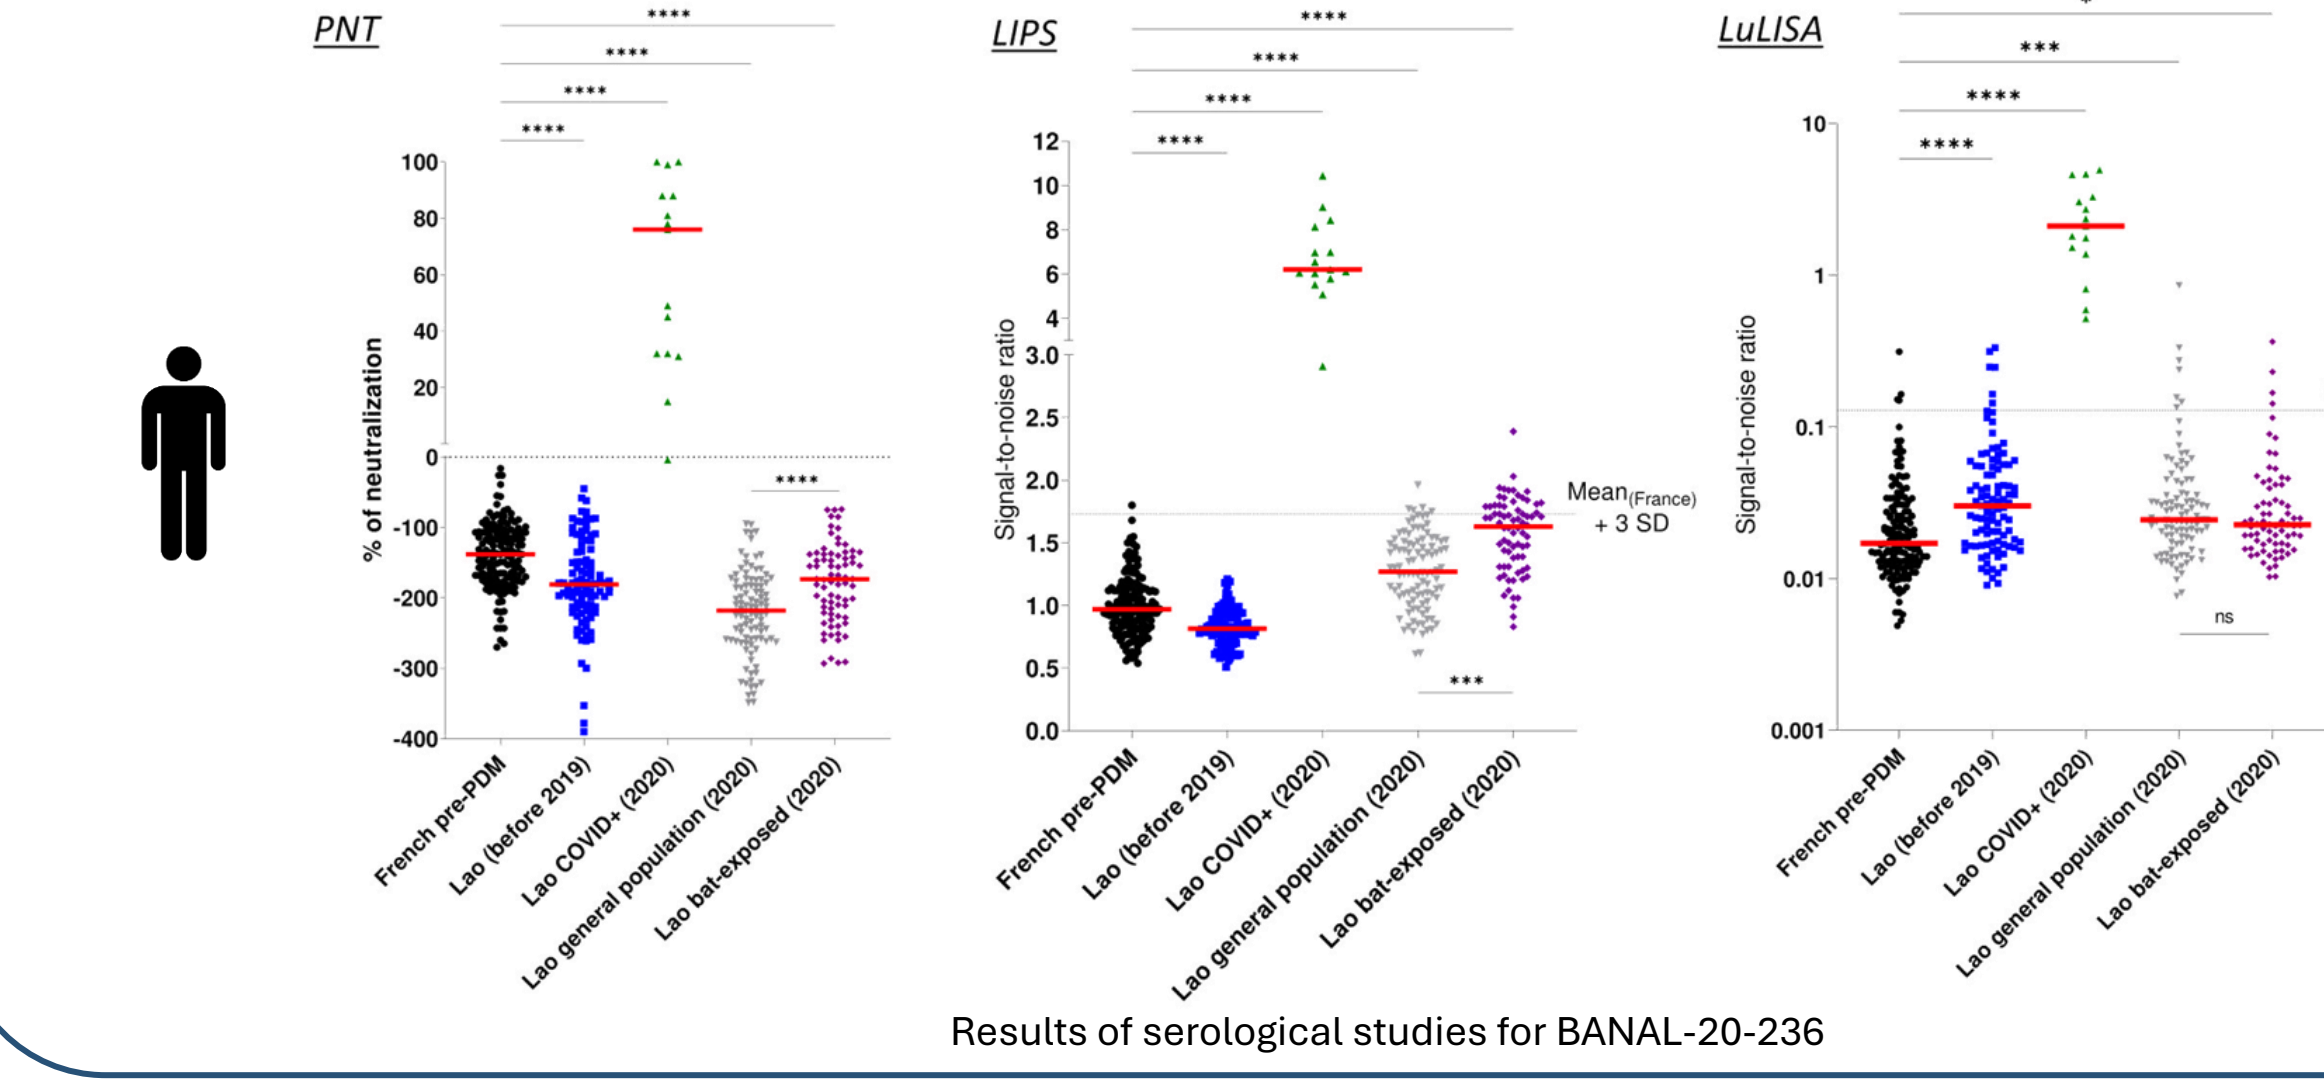 PNT
****
****
****
****
100
80
60
40
20
0
-100
-200
-300
-400
% of neutralization
****
French pre-PDM
Lao (before 2019)
Lao COVID+ (2020)
Lao general population (2020)
Lao bat-exposed (2020)
LIPS
****
****
****
****
12
10
8
6
4
3.0
2.5
2.0
1.5
1.0
0.5
0.0
Signal-to-noise ratio
Mean(France)
+ 3 SD
***
French pre-PDM
Lao (before 2019)
Lao COVID+ (2020)
Lao general population (2020)
Lao bat-exposed (2020)
LuLISA
*
***
****
****
10
1
0.1
0.01
0.001
Signal-to-noise ratio
ns
French pre-PDM
Lao (before 2019)
Lao COVID+ (2020)
Lao general population (2020)
Lao bat-exposed (2020)
Results of serological studies for BANAL-20-236